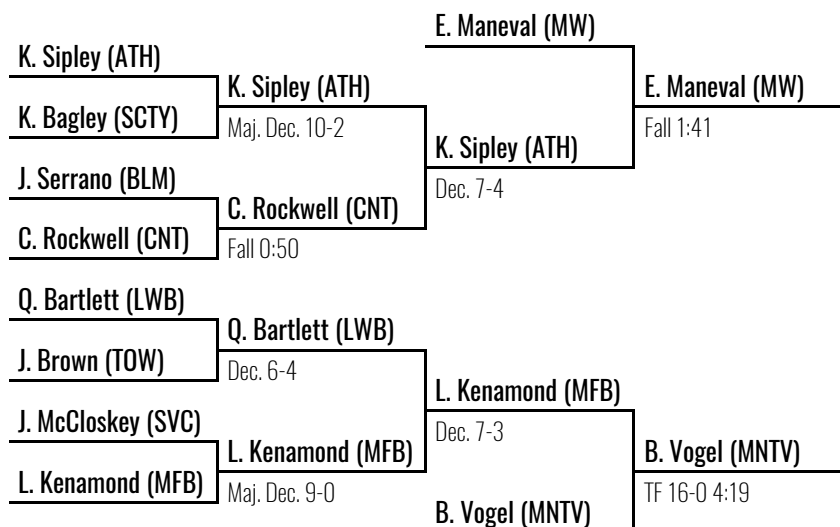 K. Sipley (ATH)
K. Bagley (SCTY)
J. Serrano (BLM)
C. Rockwell (CNT)
Q. Bartlett (LWB)
J. Brown (TOW)
J. McCloskey (SVC)
L. Kenamond (MFB)
K. Sipley (ATH)
Maj. Dec. 10-2
C. Rockwell (CNT)
Fall 0:50
Q. Bartlett (LWB)
Dec. 6-4
L. Kenamond (MFB)
Maj. Dec. 9-0
E. Maneval (MW)
K. Sipley (ATH)
Dec. 7-4
L. Kenamond (MFB)
Dec. 7-3
B. Vogel (MNTV)
E. Maneval (MW)
Fall 1:41
B. Vogel (MNTV)
TF 16-0 4:19